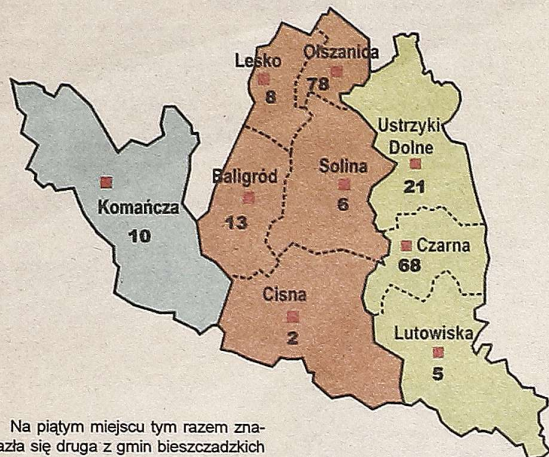 Lesko
8
Olszanica
78
Ustrzyki
Dolne
21
Baligród
13
Solina
6
Komańcza
10
Czarna
68
Cisna
2
Lutowiska
5
Na piątym miejscu tym razem zna-
azła się druga z gmin bieszczadzkich